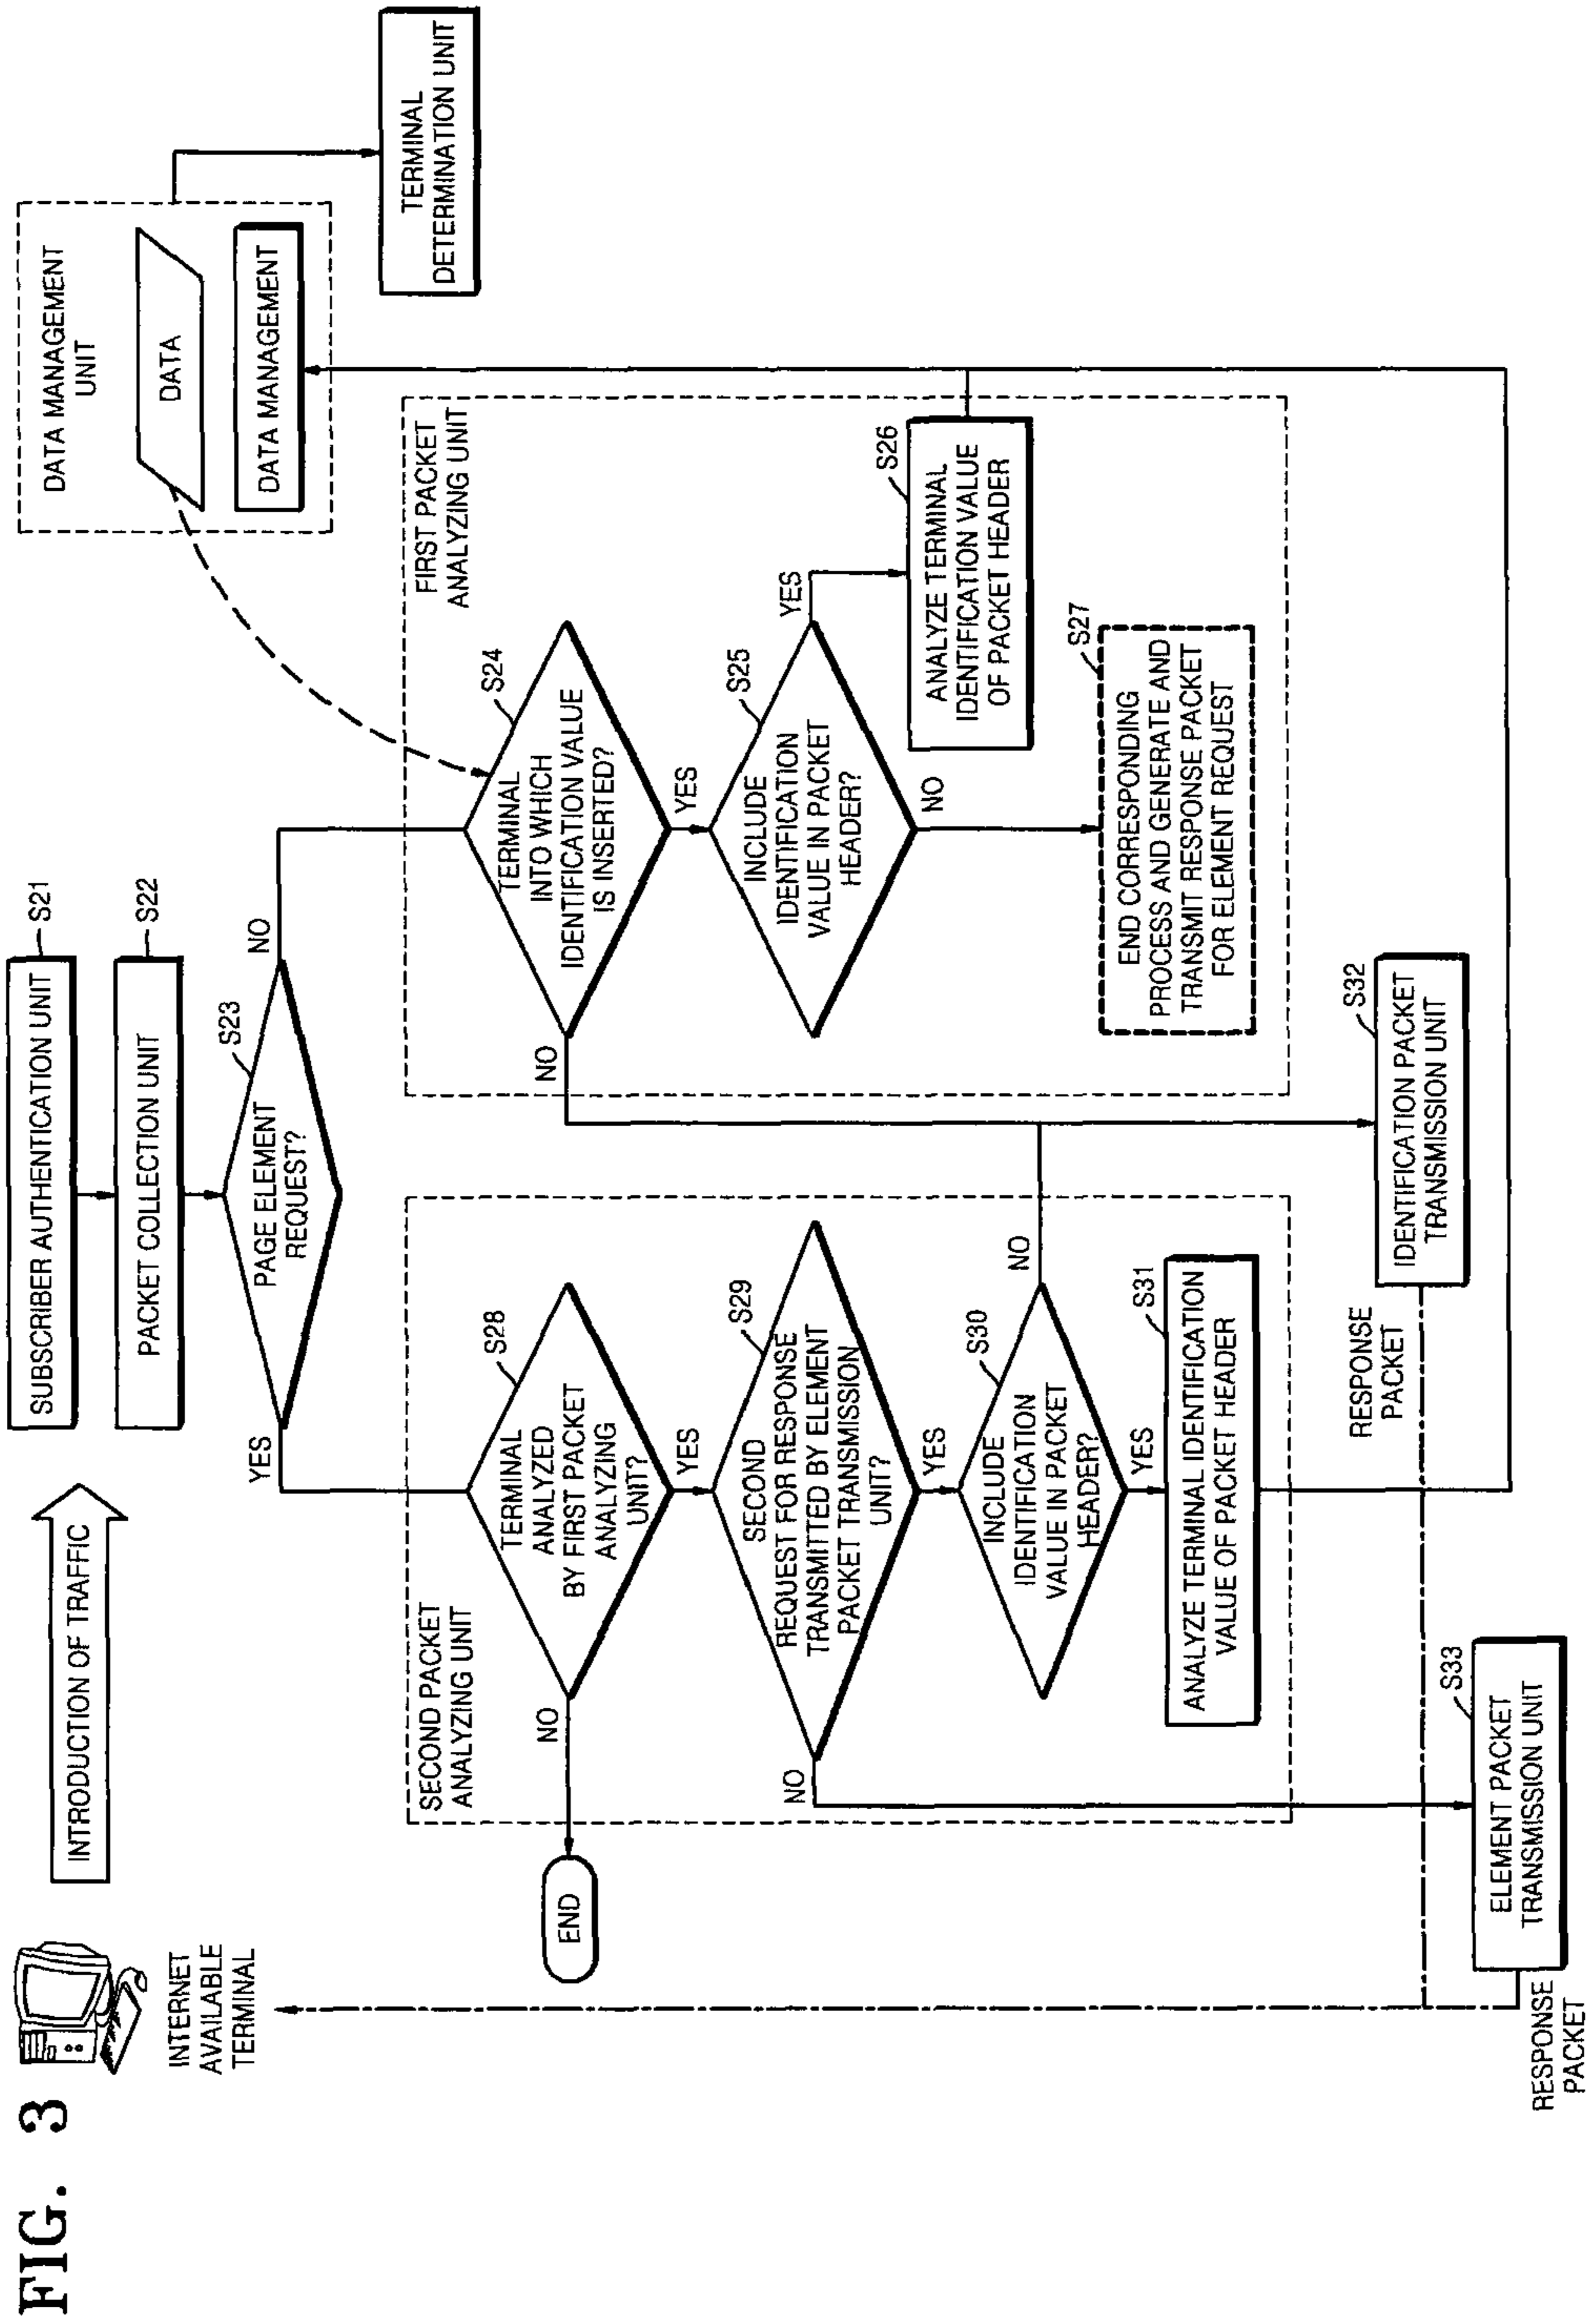 FIG. 3
INTERNET
AVAILABLE
TERMINAL
INTRODUCTION OF TRAFFIC
SUBSCRIBER AUTHENTICATION UNIT
S21
PACKET COLLECTION UNIT
S22
PAGE ELEMENT
REQUEST?
S23
YES
NO
DATA MANAGEMENT
UNIT
DATA
DATA MANAGEMENT
TERMINAL
DETERMINATION UNIT
SECOND PACKET
ANALYZING UNIT
TERMINAL
ANALYZED
BY FIRST PACKET
ANALYZING
UNIT?
S28
NO
END
YES
SECOND
REQUEST FOR RESPONSE
TRANSMITTED BY ELEMENT
PACKET TRANSMISSION
UNIT?
S29
NO
YES
INCLUDE
IDENTIFICATION
VALUE IN PACKET
HEADER?
S30
NO
YES
ANALYZE TERMINAL IDENTIFICATION
VALUE OF PACKET HEADER
S31
FIRST PACKET
ANALYZING UNIT
TERMINAL
INTO WHICH
IDENTIFICATION VALUE
IS INSERTED?
S24
NO
YES
INCLUDE
IDENTIFICATION
VALUE IN PACKET
HEADER?
S25
YES
NO
ANALYZE TERMINAL
IDENTIFICATION VALUE
OF PACKET HEADER
S26
END CORRESPONDING
PROCESS AND GENERATE AND
TRANSMIT RESPONSE PACKET
FOR ELEMENT REQUEST
S27
IDENTIFICATION PACKET
TRANSMISSION UNIT
S32
RESPONSE
PACKET
ELEMENT PACKET
TRANSMISSION UNIT
S33
RESPONSE
PACKET